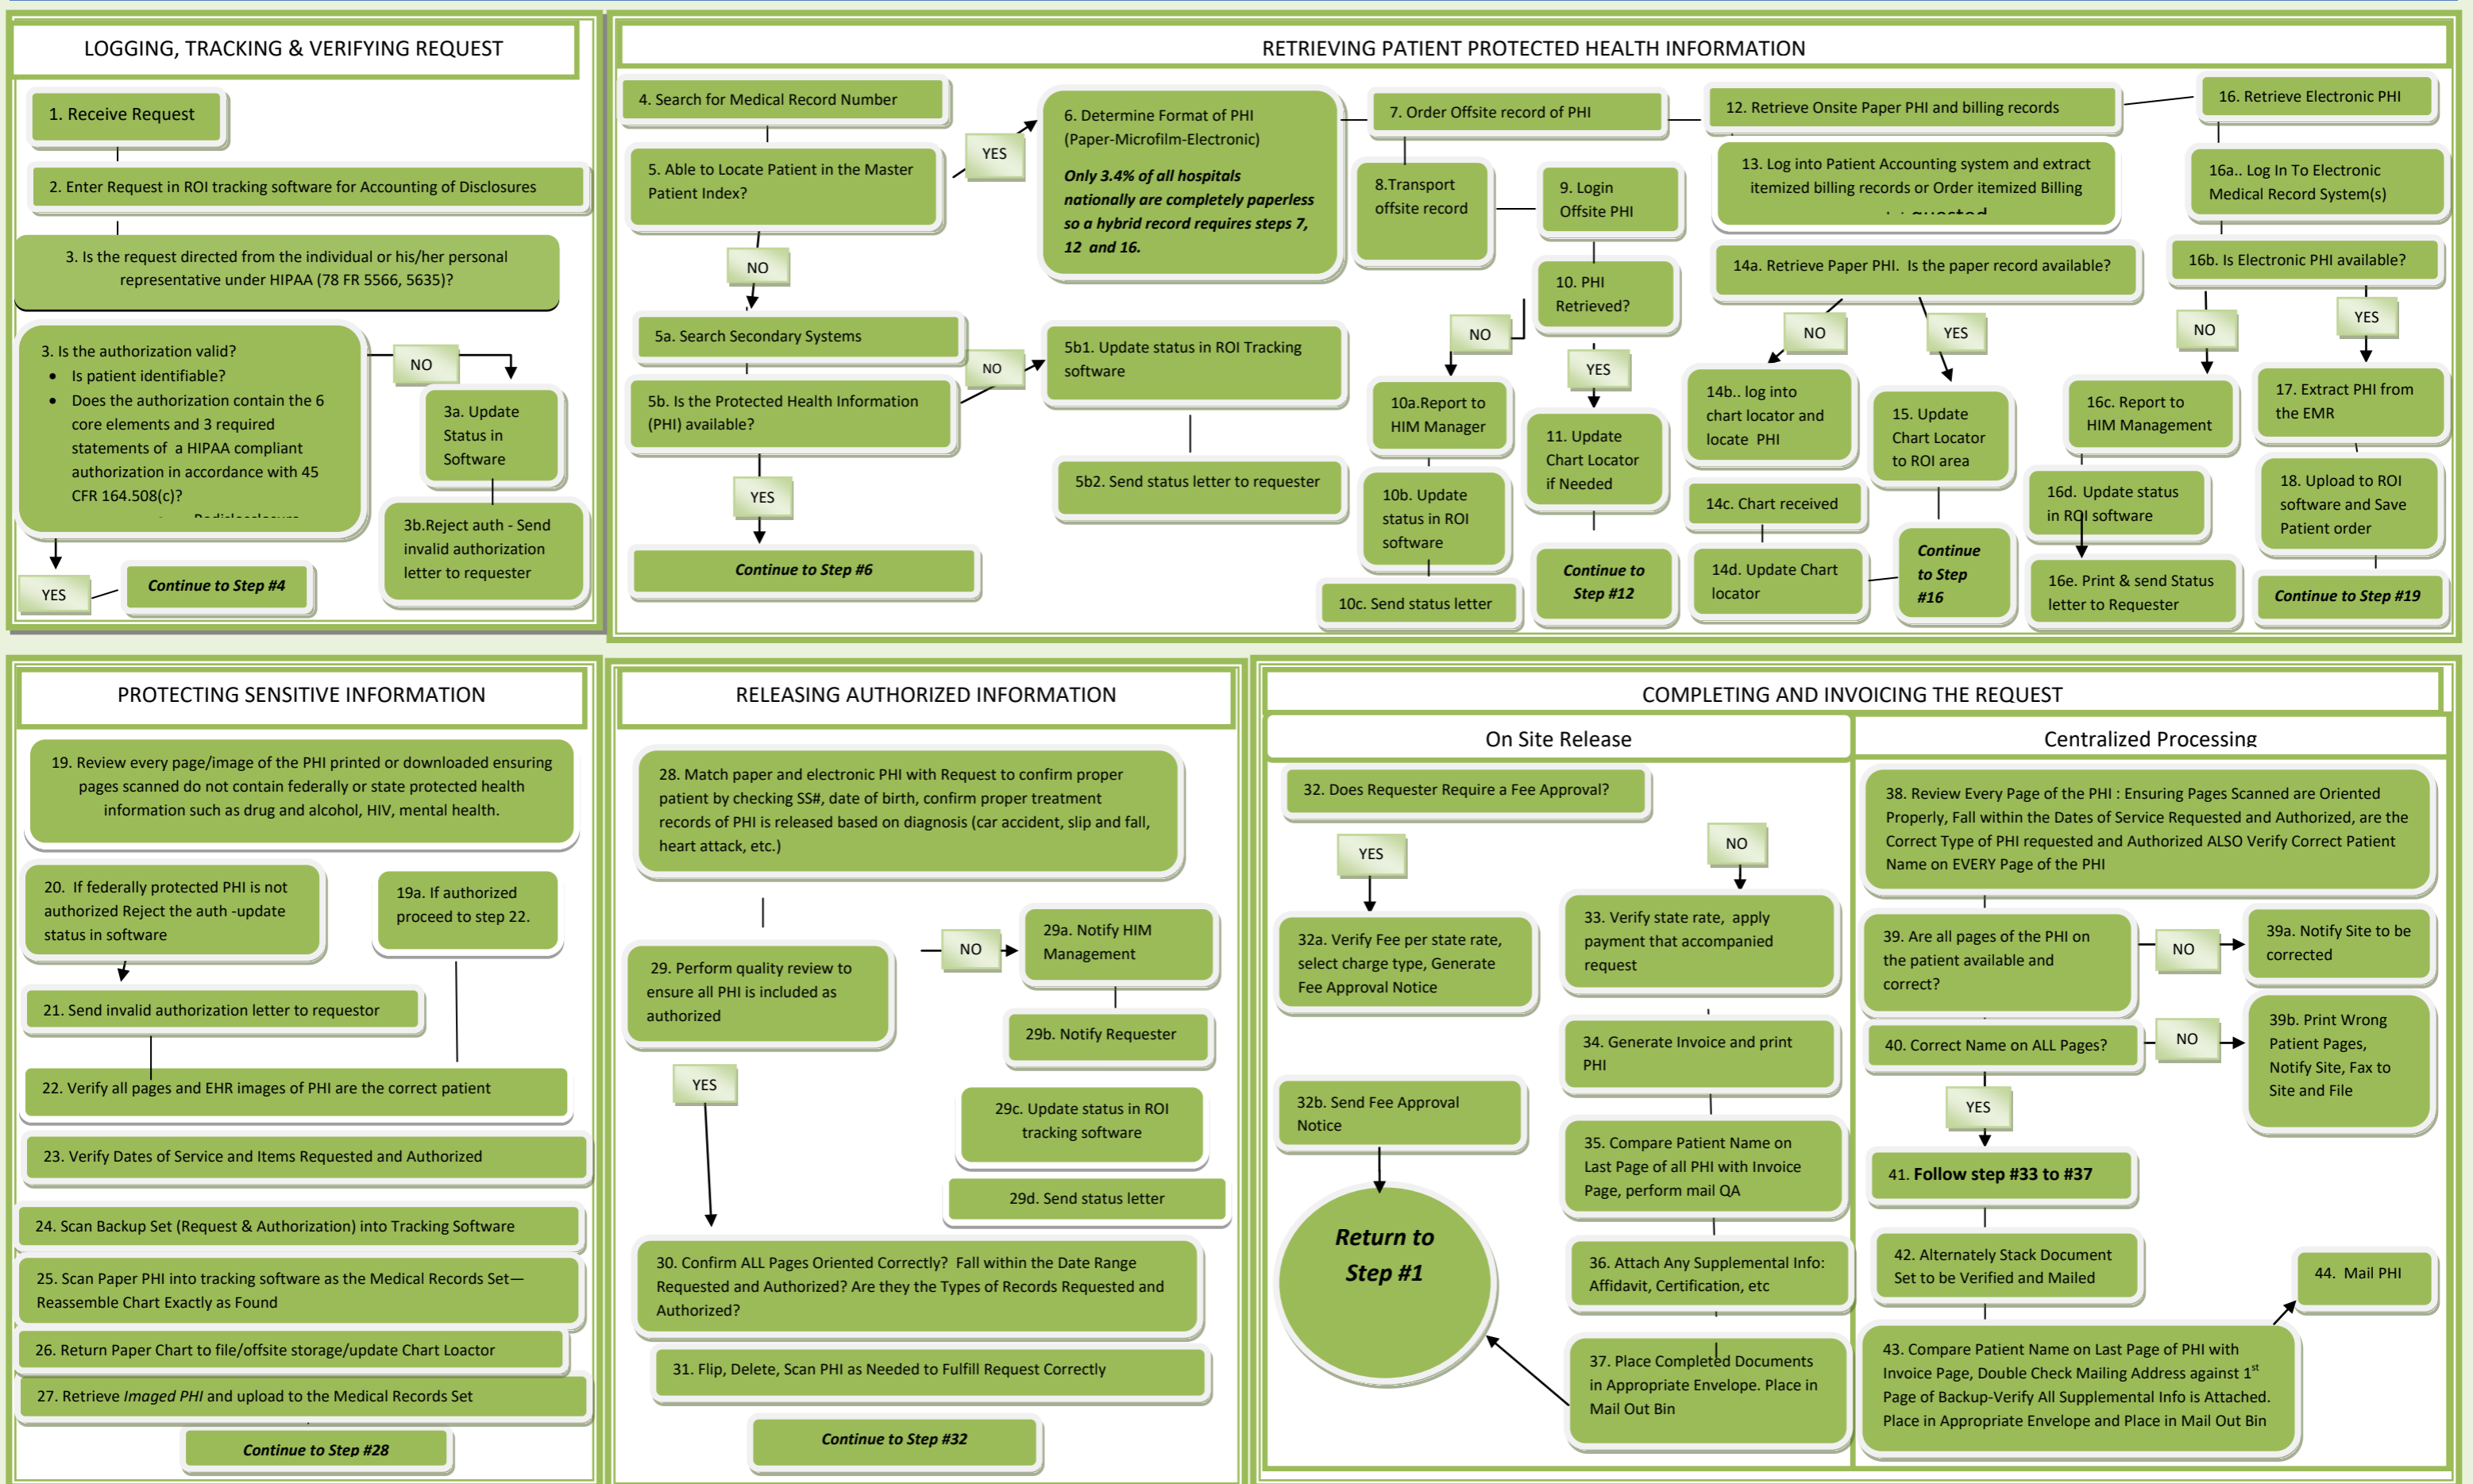 LOGGING, TRACKING & VERIFYING REQUEST
1. Receive Request
2. Enter Request in ROI tracking software for Accounting of Disclosures
3. Is the request directed from the individual or his/her personal
representative under HIPAA (78 FR 5566, 5635)?
3. Is the authorization valid?
• Is patient identifiable?
• Does the authorization contain the 6
core elements and 3 required
statements of a HIPAA compliant
authorization in accordance with 45
CFR 164.508(c)?
NO
3a. Update
Status in
Software
3b.Reject auth - Send
invalid authorization
letter to requester
YES
Continue to Step #4
RETRIEVING PATIENT PROTECTED HEALTH INFORMATION
4. Search for Medical Record Number
5. Able to Locate Patient in the Master
Patient Index?
YES
NO
5a. Search Secondary Systems
5b. Is the Protected Health Information
(PHI) available?
NO
YES
Continue to Step #6
5b1. Update status in ROI Tracking
software
5b2. Send status letter to requester
6. Determine Format of PHI
(Paper-Microfilm-Electronic)
Only 3.4% of all hospitals
nationally are completely paperless
so a hybrid record requires steps 7,
12 and 16.
7. Order Offsite record of PHI
8.Transport
offsite record
9. Login
Offsite PHI
10. PHI
Retrieved?
NO
YES
10a.Report to
HIM Manager
10b. Update
status in ROI
software
10c. Send status letter
11. Update
Chart Locator
if Needed
Continue to
Step #12
12. Retrieve Onsite Paper PHI and billing records
13. Log into Patient Accounting system and extract
itemized billing records or Order itemized Billing
14a. Retrieve Paper PHI. Is the paper record available?
NO
YES
14b.. log into
chart locator and
locate PHI
14c. Chart received
14d. Update Chart
locator
15. Update
Chart Locator
to ROI area
Continue
to Step
#16
16. Retrieve Electronic PHI
16a.. Log In To Electronic
Medical Record System(s)
16b. Is Electronic PHI available?
NO
YES
16c. Report to
HIM Management
16d. Update status
in ROI software
16e. Print & send Status
letter to Requester
17. Extract PHI from
the EMR
18. Upload to ROI
software and Save
Patient order
Continue to Step #19
PROTECTING SENSITIVE INFORMATION
19. Review every page/image of the PHI printed or downloaded ensuring
pages scanned do not contain federally or state protected health
information such as drug and alcohol, HIV, mental health.
20. If federally protected PHI is not
authorized Reject the auth -update
status in software
19a. If authorized
proceed to step 22.
21. Send invalid authorization letter to requestor
22. Verify all pages and EHR images of PHI are the correct patient
23. Verify Dates of Service and Items Requested and Authorized
24. Scan Backup Set (Request & Authorization) into Tracking Software
25. Scan Paper PHI into tracking software as the Medical Records Set—
Reassemble Chart Exactly as Found
26. Return Paper Chart to file/offsite storage/update Chart Loactor
27. Retrieve Imaged PHI and upload to the Medical Records Set
Continue to Step #28
RELEASING AUTHORIZED INFORMATION
28. Match paper and electronic PHI with Request to confirm proper
patient by checking SS#, date of birth, confirm proper treatment
records of PHI is released based on diagnosis (car accident, slip and fall,
heart attack, etc.)
29. Perform quality review to
ensure all PHI is included as
authorized
NO
29a. Notify HIM
Management
29b. Notify Requester
29c. Update status in ROI
tracking software
29d. Send status letter
YES
30. Confirm ALL Pages Oriented Correctly? Fall within the Date Range
Requested and Authorized? Are they the Types of Records Requested and
Authorized?
31. Flip, Delete, Scan PHI as Needed to Fulfill Request Correctly
Continue to Step #32
COMPLETING AND INVOICING THE REQUEST
On Site Release
32. Does Requester Require a Fee Approval?
YES
NO
32a. Verify Fee per state rate,
select charge type, Generate
Fee Approval Notice
32b. Send Fee Approval
Notice
Return to
Step #1
33. Verify state rate, apply
payment that accompanied
request
34. Generate Invoice and print
PHI
35. Compare Patient Name on
Last Page of all PHI with Invoice
Page, perform mail QA
36. Attach Any Supplemental Info:
Affidavit, Certification, etc
37. Place Completed Documents
in Appropriate Envelope. Place in
Mail Out Bin
Centralized Processing
38. Review Every Page of the PHI : Ensuring Pages Scanned are Oriented
Properly, Fall within the Dates of Service Requested and Authorized, are the
Correct Type of PHI requested and Authorized ALSO Verify Correct Patient
Name on EVERY Page of the PHI
39. Are all pages of the PHI on
the patient available and
correct?
NO
39a. Notify Site to be
corrected
40. Correct Name on ALL Pages?
NO
39b. Print Wrong
Patient Pages,
Notify Site, Fax to
Site and File
YES
41. Follow step #33 to #37
42. Alternately Stack Document
Set to be Verified and Mailed
43. Compare Patient Name on Last Page of PHI with
Invoice Page, Double Check Mailing Address against 1st
Page of Backup-Verify All Supplemental Info is Attached.
Place in Appropriate Envelope and Place in Mail Out Bin
44. Mail PHI